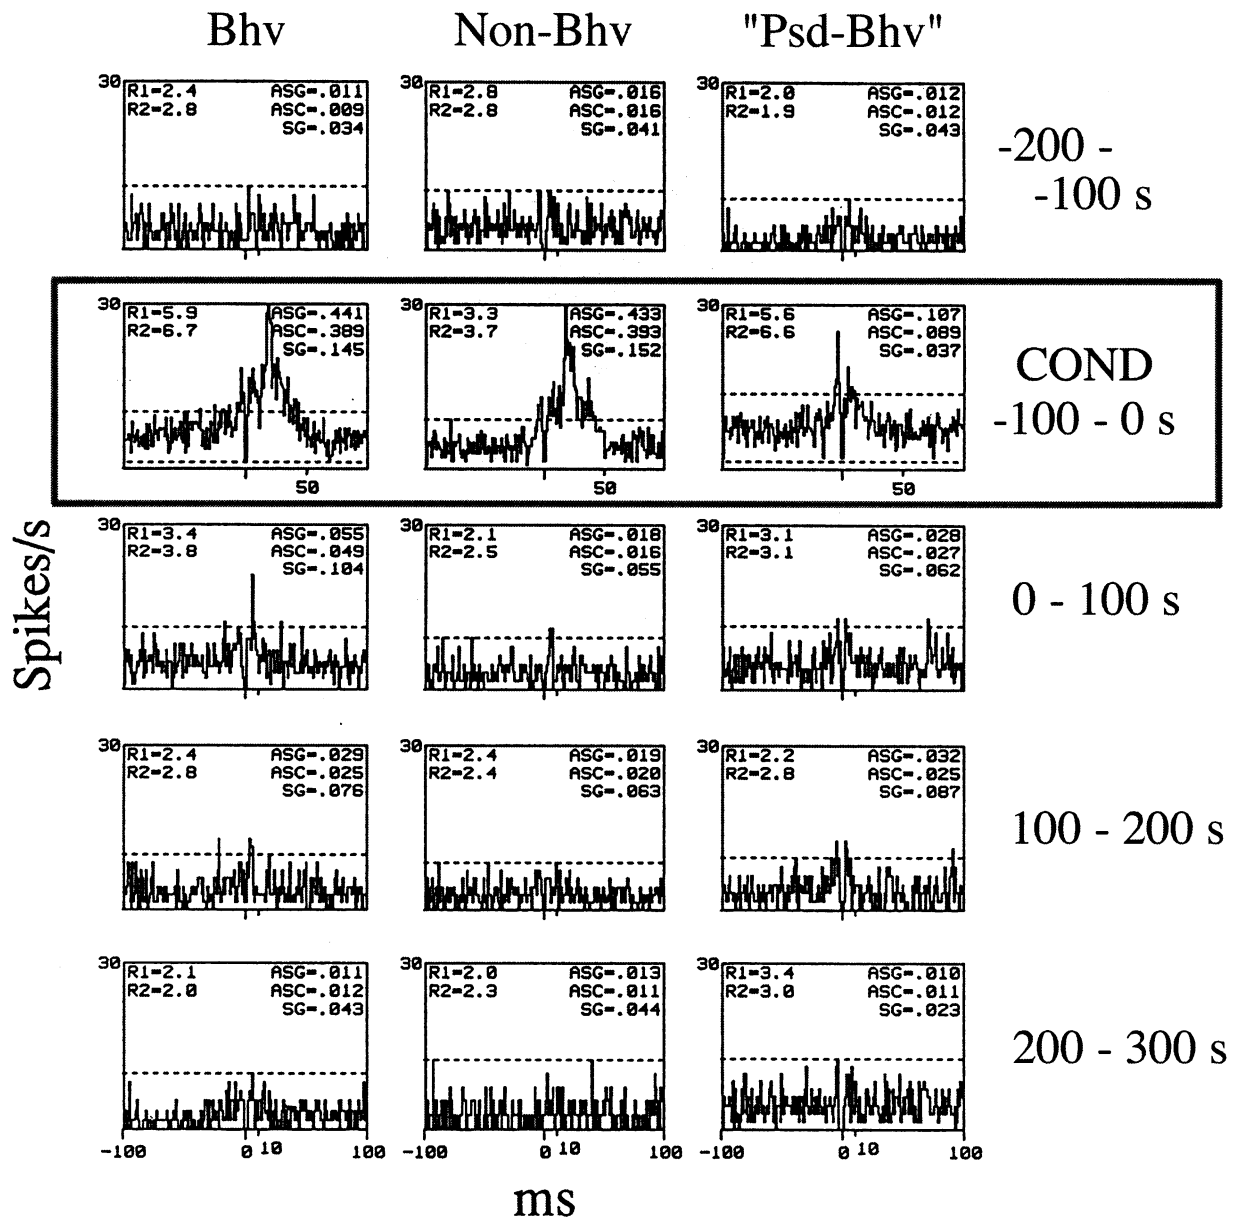 Bhv Non-Bhv "Psd-Bhv"
30 R1=2.4 ASG=.011 30 R1=2.8 ASG=.016 30 R1=2.0 ASG=.012
R2=2.8 ASC=.009 R2=2.8 ASC=.016 R2=1.9 ASC=.012
SG=.034 SG=.041 SG=.043
-200 -
-100 s
30 R1=5.9 ASG=.441 30 R1=3.3 ASG=.433 30 R1=5.6 ASG=.107
R2=6.7 ASC=.389 R2=3.7 ASC=.393 R2=6.6 ASC=.089
SG=.145 SG=.152 SG=.037
COND
-100 - 0 s
50 50 50
Spikes/s
30 R1=3.4 ASG=.055 30 R1=2.1 ASG=.018 30 R1=3.1 ASG=.028
R2=3.8 ASC=.049 R2=2.5 ASC=.016 R2=3.1 ASC=.027
SG=.104 SG=.055 SG=.062
0 - 100 s
30 R1=2.4 ASG=.029 30 R1=2.4 ASG=.019 30 R1=2.2 ASG=.032
R2=2.8 ASC=.025 R2=2.4 ASC=.020 R2=2.8 ASC=.025
SG=.076 SG=.063 SG=.087
100 - 200 s
30 R1=2.1 ASG=.011 30 R1=2.0 ASG=.013 30 R1=3.4 ASG=.010
R2=2.0 ASC=.012 R2=2.3 ASC=.011 R2=3.0 ASC=.011
SG=.043 SG=.044 SG=.023
200 - 300 s
-100 0 10 100 -100 0 10 100 -100 0 10 100
ms